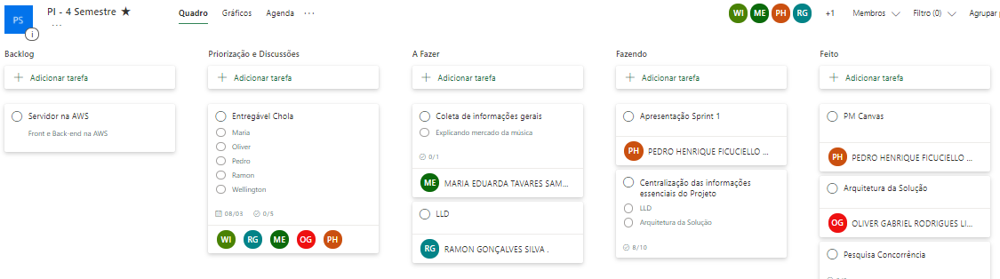 PS
PI - 4 Semestre ★
...
i
Quadro
Gráficos
Agenda
...
WI
ME
PH
RG
+1
Membros
Filtro (0)
Agrupar
Backlog
+ Adicionar tarefa
Servidor na AWS
Front e Back-end na AWS
Priorização e Discussões
+ Adicionar tarefa
Entregável Chola
Maria
Oliver
Pedro
Ramon
Wellington
08/03 0/5
WI RG ME OG PH
A Fazer
+ Adicionar tarefa
Coleta de informações gerais
Explicando mercado da música
0/1
ME MARIA EDUARDA TAVARES SAM...
LLD
RG RAMON GONÇALVES SILVA .
Fazendo
+ Adicionar tarefa
Apresentação Sprint 1
PH PEDRO HENRIQUE FICUCIELLO ...
Centralização das informações
essenciais do Projeto
LLD
Arquitetura da Solução
8/10
Feito
+ Adicionar tarefa
PM Canvas
PH PEDRO HENRIQUE FICUCIELLO ...
Arquitetura da Solução
OG OLIVER GABRIEL RODRIGUES LI...
Pesquisa Concorrência